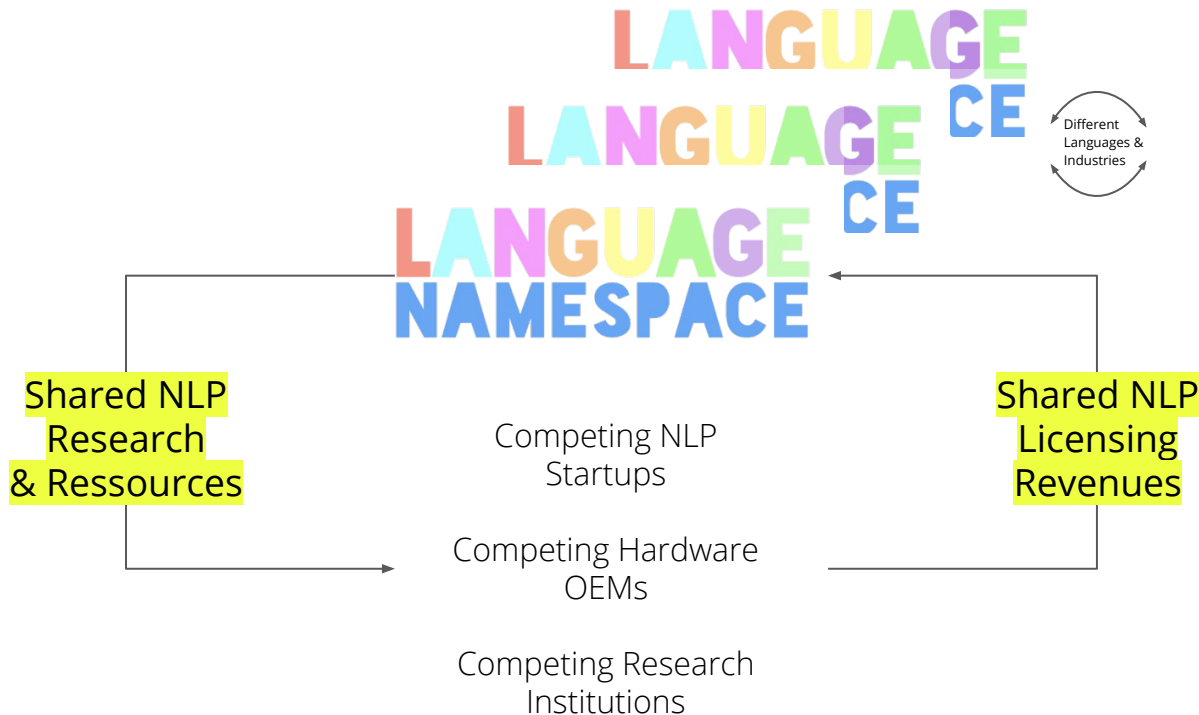 LANGUAGE
CE
Different
Languages &
Industries
LANGUAGE
CE
LANGUAGE
NAMESPACE
Shared NLP
Research
& Ressources
Competing NLP
Startups
Competing Hardware
OEMs
Competing Research
Institutions
Shared NLP
Licensing
Revenues